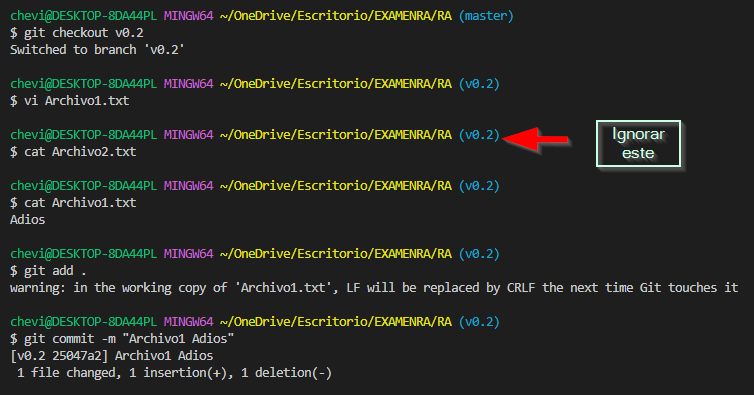 chevi@DESKTOP-8DA44PL MINGW64 ~/OneDrive/Escritorio/EXAMENRA/RA (master)
$ git checkout v0.2
Switched to branch 'v0.2'
chevi@DESKTOP-8DA44PL MINGW64 ~/OneDrive/Escritorio/EXAMENRA/RA (v0.2)
$ vi Archivo1.txt
chevi@DESKTOP-8DA44PL MINGW64 ~/OneDrive/Escritorio/EXAMENRA/RA (v0.2)
Ignorar
este
$ cat Archivo2.txt
chevi@DESKTOP-8DA44PL MINGW64 ~/OneDrive/Escritorio/EXAMENRA/RA (v0.2)
$ cat Archivo1.txt
Adios
chevi@DESKTOP-8DA44PL MINGW64 ~/OneDrive/Escritorio/EXAMENRA/RA (v0.2)
$ git add .
warning: in the working copy of 'Archivo1.txt', LF will be replaced by CRLF the next time Git touches it
chevi@DESKTOP-8DA44PL MINGW64 ~/OneDrive/Escritorio/EXAMENRA/RA (v0.2)
$ git commit -m "Archivo1 Adios"
[v0.2 25047a2] Archivo1 Adios
 1 file changed, 1 insertion(+), 1 deletion(-)